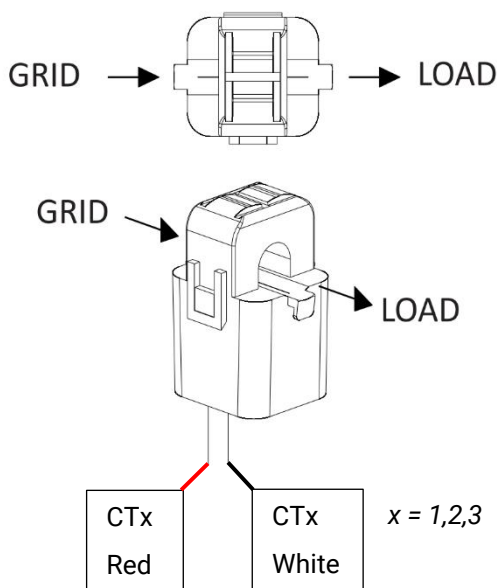 GRID LOAD
GRID
LOAD
CTx CTx x = 1,2,3
Red White